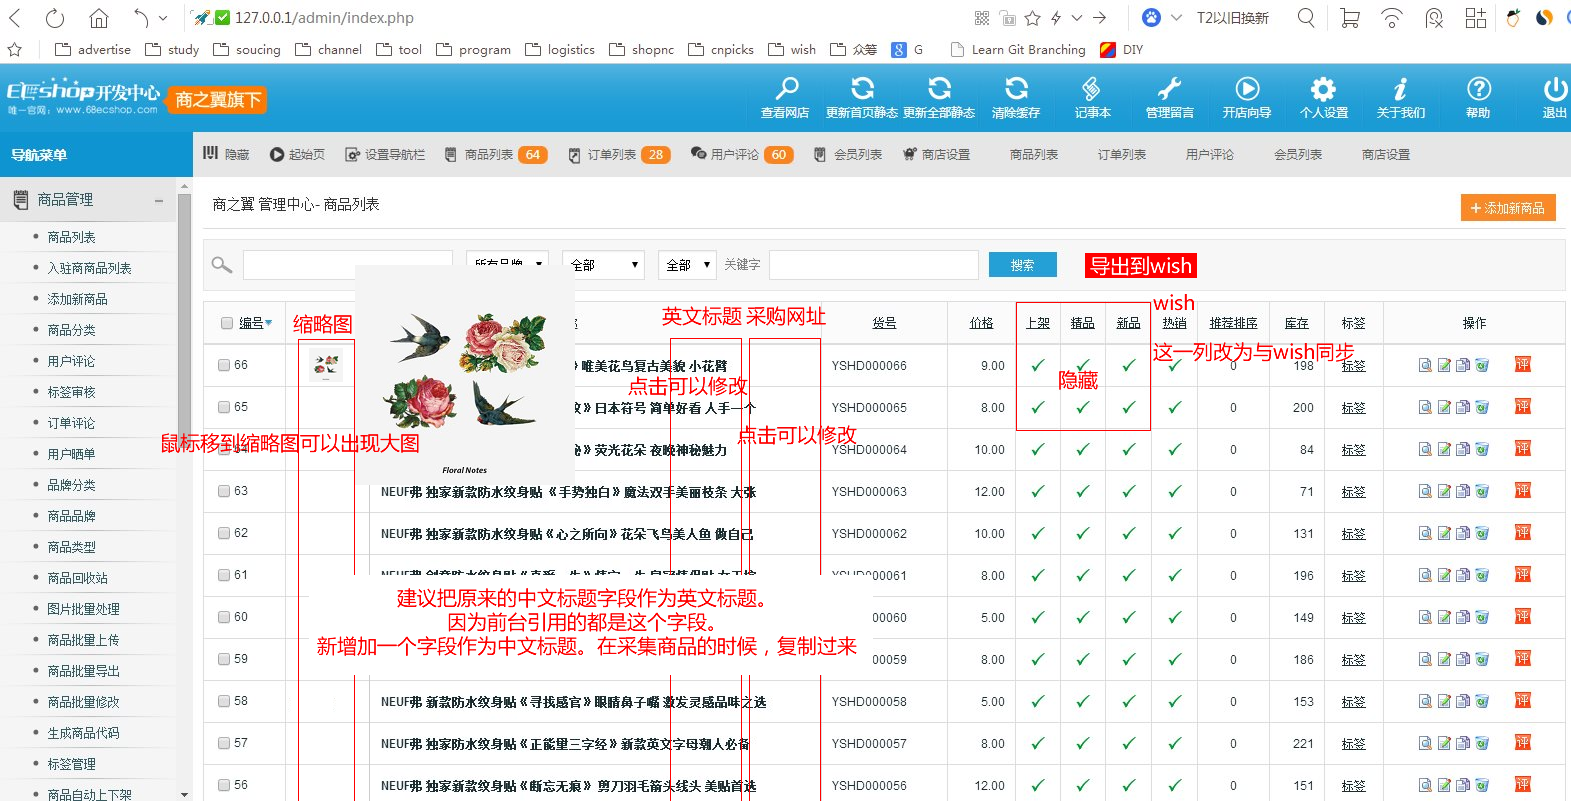 127.0.0.1/admin/index.php
T2以旧换新
advertise study soucing channel tool program logistics shopnc cnpicks wish 众筹 G Learn Git Branching DIY
ECshop开发中心
唯一官网：www.68ecshop.com
商之翼旗下
查看网店 更新首页静态 更新全部静态 清除缓存 记事本 管理留言 开店向导 个人设置 关于我们 帮助 退出
导航菜单
隐藏 起始页 设置导航栏 商品列表 64 订单列表 28 用户评论 60 会员列表 商店设置 商品列表 订单列表 用户评论 会员列表 商店设置
商品管理
商品列表
入驻商商品列表
添加新商品
商品分类
用户评论
标签审核
订单评论
用户晒单
品牌分类
商品品牌
商品类型
商品回收站
图片批量处理
商品批量上传
商品批量导出
商品批量修改
生成商品代码
标签管理
商品自动上下架
商之翼 管理中心- 商品列表
+ 添加新商品
所有品牌 全部 全部 关键字 搜索 导出到wish
编号 缩略图 英文标题 采购网址 货号 价格 上架 精品 新品 热销 wish 推荐排序 库存 标签 操作
这一列改为与wish同步
隐藏
点击可以修改
点击可以修改
鼠标移到缩略图可以出现大图
Floral Notes
66 》唯美花鸟复古美貌 小花臂 YSHD000066 9.00 198 标签 评
65 》日本符号 简单好看 人手一个 YSHD000065 8.00 0 200 标签 评
64 》荧光花朵 夜晚神秘魅力 YSHD000064 10.00 0 84 标签 评
63 NEUF弗 独家新款防水纹身贴《手势独白》魔法双手美丽枝条 大张 YSHD000063 12.00 0 71 标签 评
62 NEUF弗 独家新款防水纹身贴《心之所向》花朵飞鸟美人鱼 做自己 YSHD000062 10.00 0 131 标签 评
61 YSHD000061 8.00 0 196 标签 评
60 00060 5.00 0 149 标签 评
59 00059 8.00 0 186 标签 评
建议把原来的中文标题字段作为英文标题。
因为前台引用的都是这个字段。
新增加一个字段作为中文标题。在采集商品的时候，复制过来
58 NEUF弗 新款防水纹身贴《寻找感官》眼睛鼻子嘴 激发灵感品味之选 YSHD000058 5.00 0 153 标签 评
57 NEUF弗 独家防水纹身贴《正能量三字经》新款英文字母潮人必备 YSHD000057 8.00 0 221 标签 评
56 NEUF弗 独家新款防水纹身贴《断忘无痕》剪刀羽毛箭头线头 美贴首选 YSHD000056 12.00 0 151 标签 评